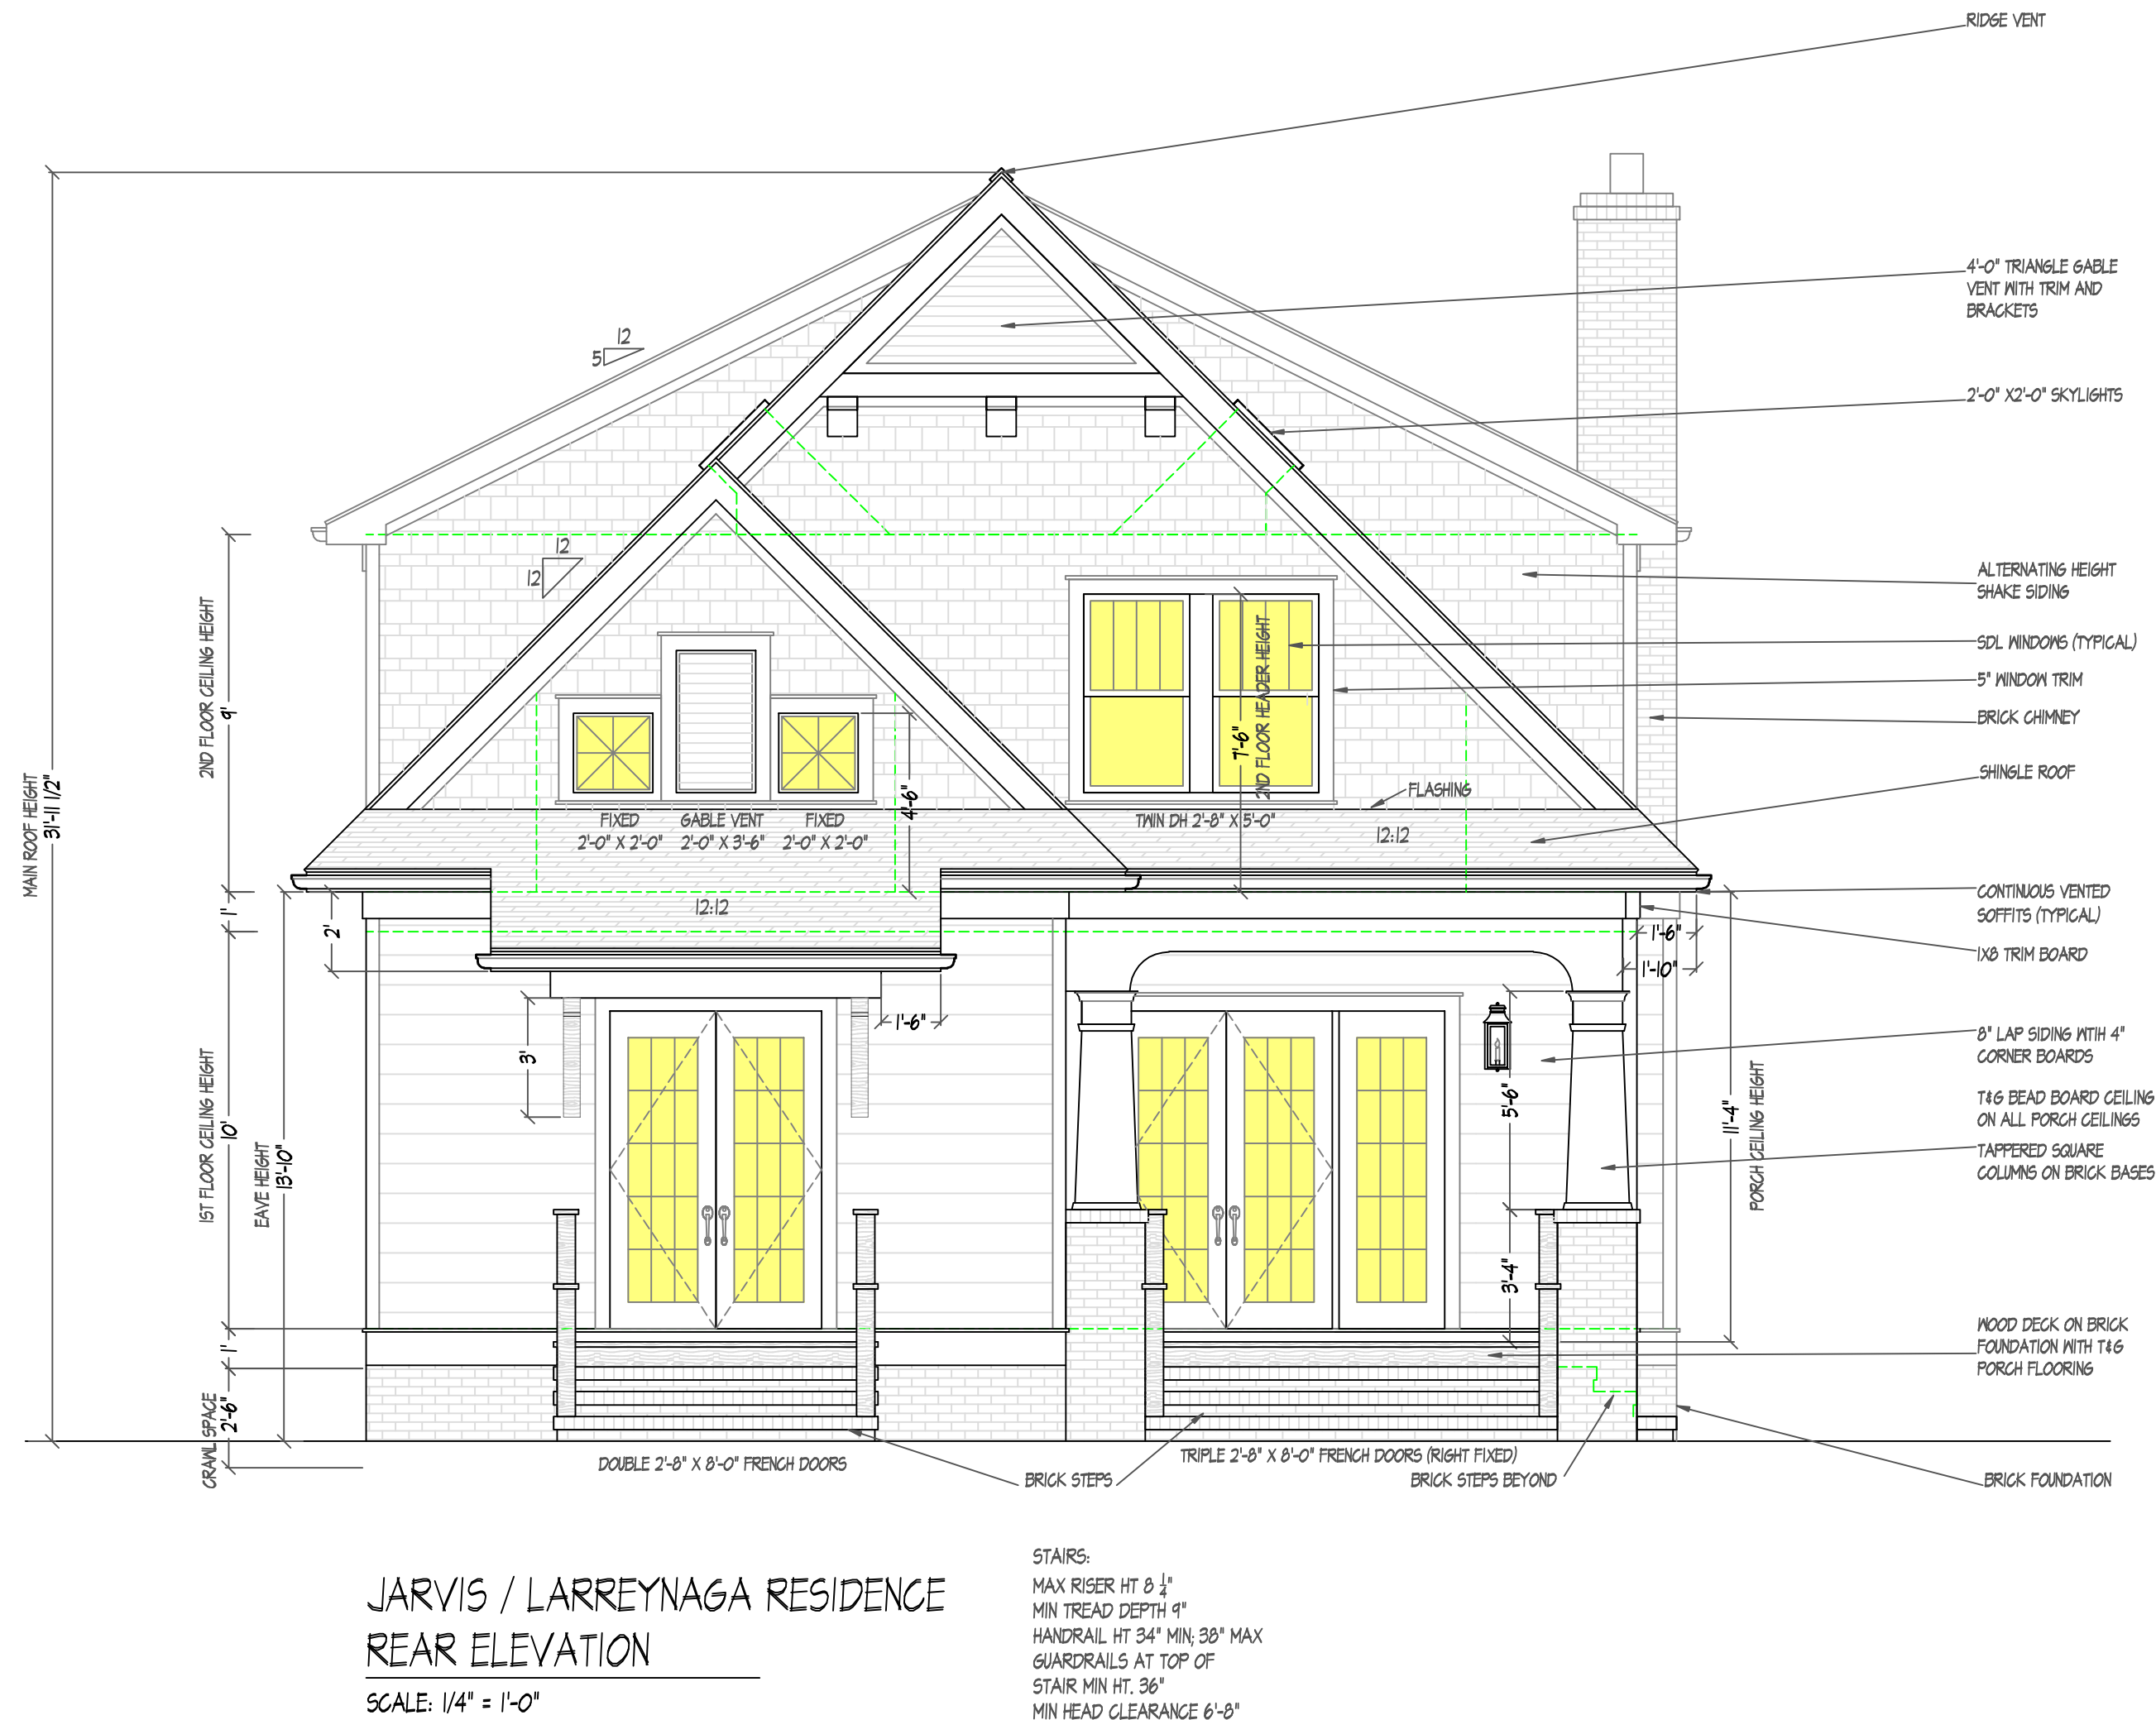 RIDGE VENT
4'-0" TRIANGLE GABLE
VENT WITH TRIM AND
BRACKETS
12
5
2'-0" X2'-0" SKYLIGHTS
12
12
ALTERNATING HEIGHT
SHAKE SIDING
SDL WINDOWS (TYPICAL)
5" WINDOW TRIM
BRICK CHIMNEY
SHINGLE ROOF
2ND FLOOR CEILING HEIGHT
9'
MAIN ROOF HEIGHT
31'-11 1/2"
7'-6"
2ND FLOOR HEADER HEIGHT
FLASHING
4'-6"
FIXED
2'-0" X 2'-0"
GABLE VENT
2'-0" X 3'-6"
FIXED
2'-0" X 2'-0"
TWIN DH 2'-8" X 5'-0"
12:12
12:12
CONTINUOUS VENTED
SOFFITS (TYPICAL)
1'
2'
1'-6"
1'-10"
1X8 TRIM BOARD
1'-6"
3'
8" LAP SIDING WTIH 4"
CORNER BOARDS
T&G BEAD BOARD CEILING
ON ALL PORCH CEILINGS
TAPPERED SQUARE
COLUMNS ON BRICK BASES
1ST FLOOR CEILING HEIGHT
10'
EAVE HEIGHT
13'-10"
5'-6"
11'-4"
PORCH CEILING HEIGHT
3'-4"
WOOD DECK ON BRICK
FOUNDATION WITH T&G
PORCH FLOORING
1'
CRAWL SPACE
2'-6"
DOUBLE 2'-8" X 8'-0" FRENCH DOORS
BRICK STEPS
TRIPLE 2'-8" X 8'-0" FRENCH DOORS (RIGHT FIXED)
BRICK STEPS BEYOND
BRICK FOUNDATION
JARVIS / LARREYNAGA RESIDENCE
REAR ELEVATION
SCALE: 1/4" = 1'-0"
STAIRS:
MAX RISER HT 8 1/4"
MIN TREAD DEPTH 9"
HANDRAIL HT 34" MIN; 38" MAX
GUARDRAILS AT TOP OF
STAIR MIN HT. 36"
MIN HEAD CLEARANCE 6'-8"